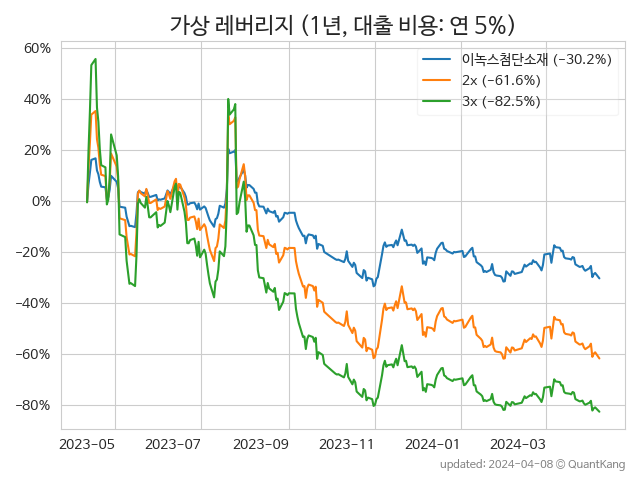 가상 레버리지 (1년, 대출 비용: 연 5%)
이녹스첨단소재 (-30.2%)
2x (-61.6%)
3x (-82.5%)
60%
40%
20%
0%
-20%
-40%
-60%
-80%
2023-05 2023-07 2023-09 2023-11 2024-01 2024-03
updated: 2024-04-08 © QuantKang